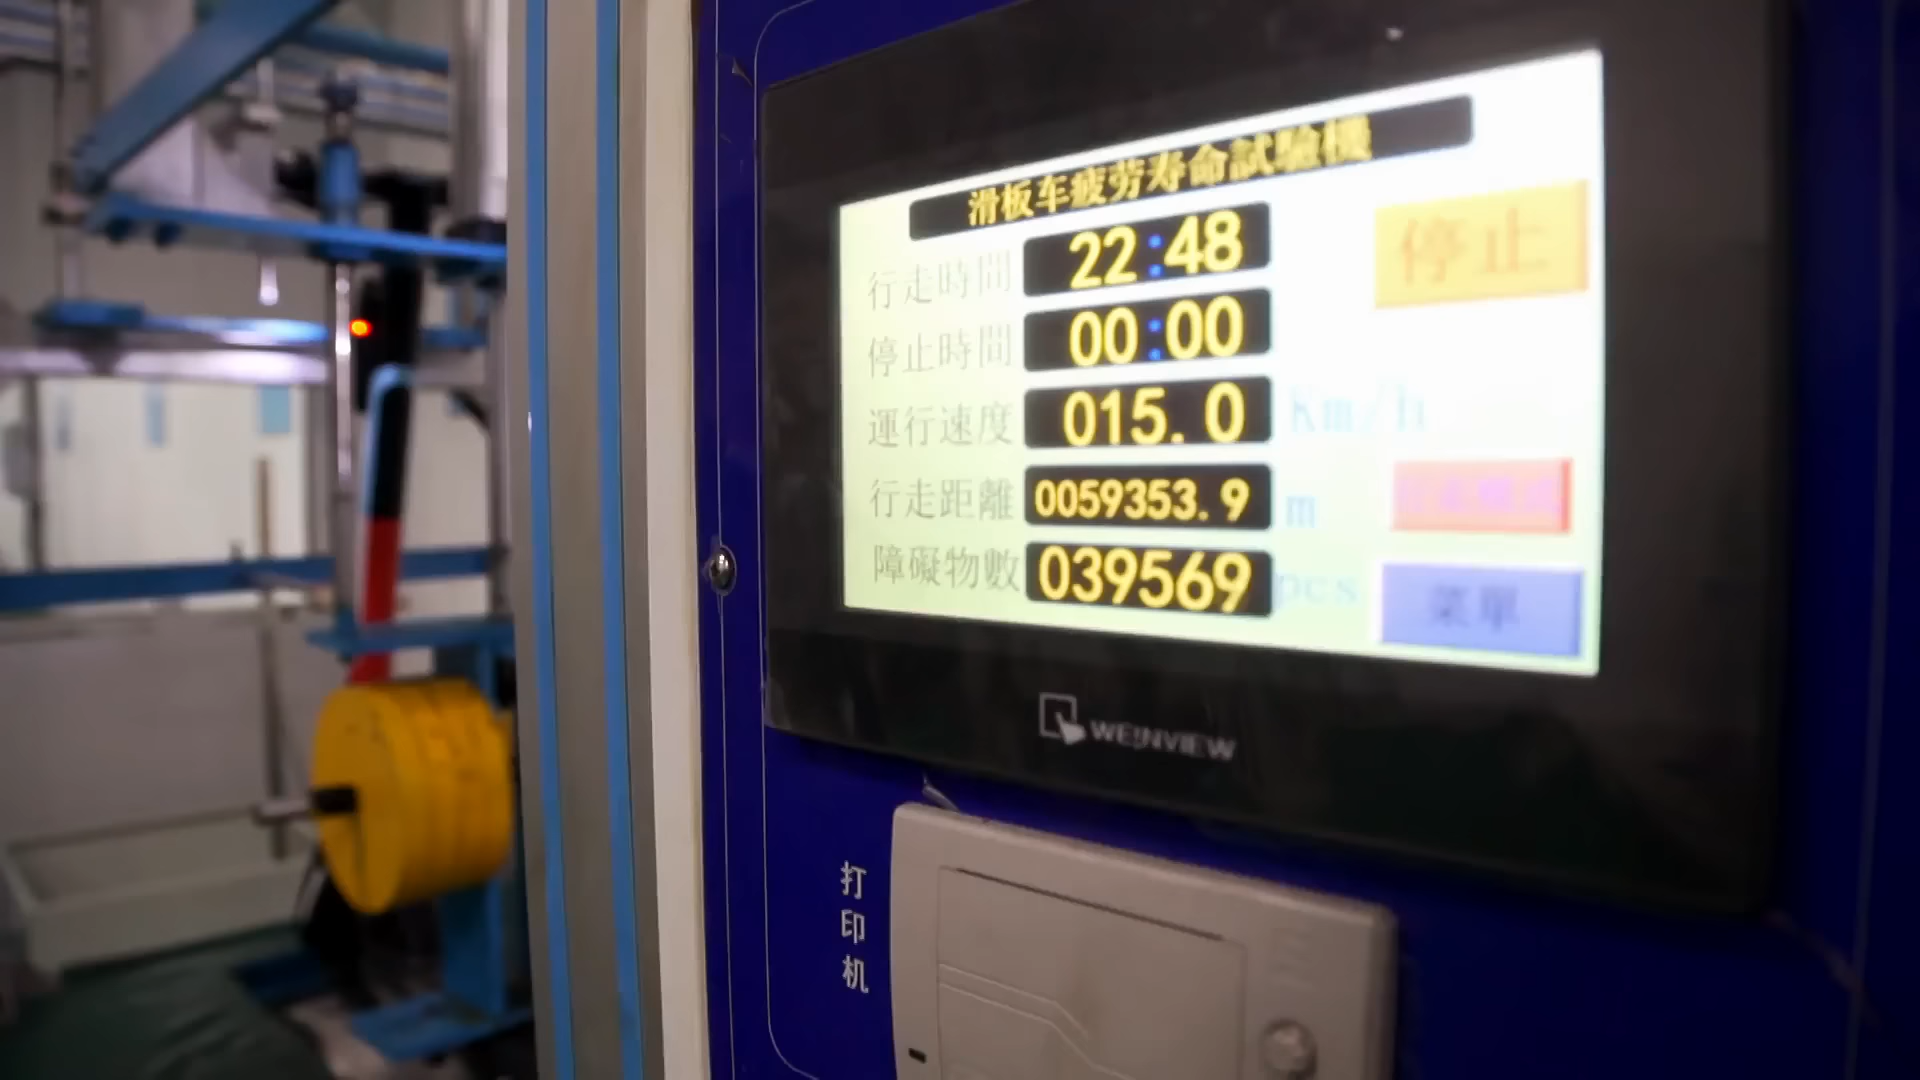 滑板车疲劳寿命試驗機
行走時間 22:48
停止
停止時間 00:00
運行速度 015.0 Km/h
行走距離 0059353.9 m
障礙物數 039569 pcs
菜單
WEINVIEW
打印机